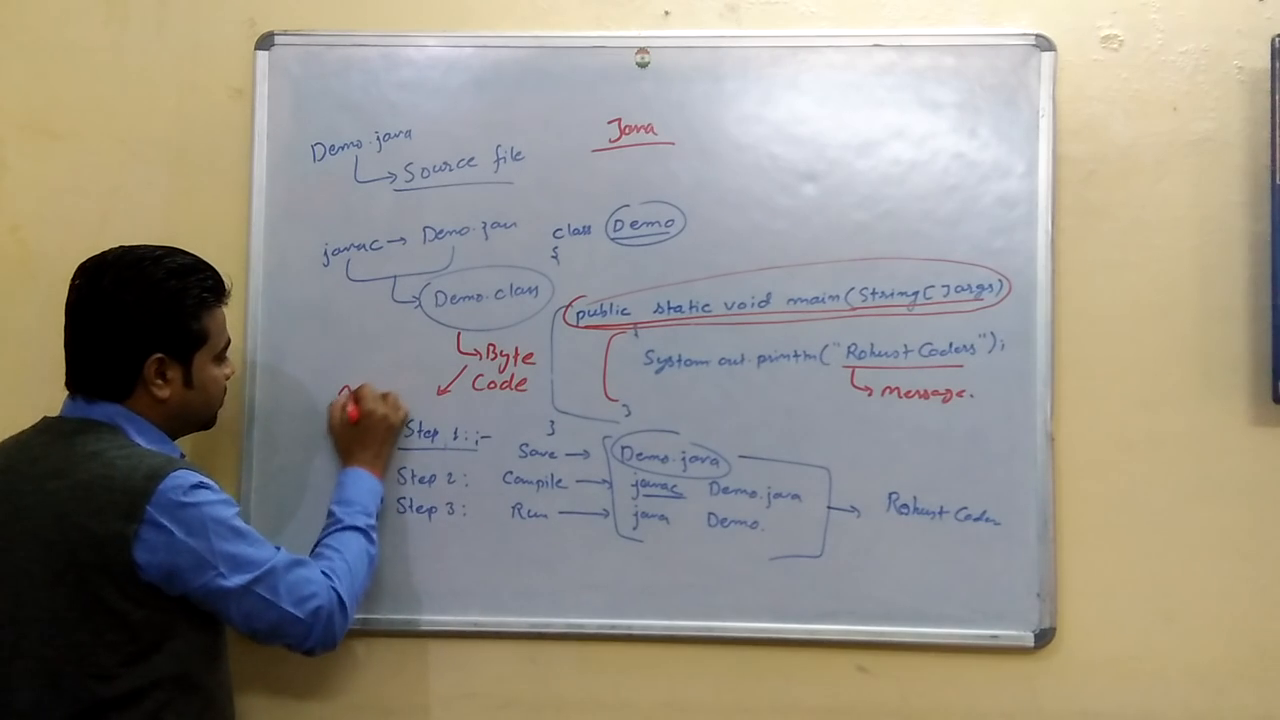 Java
Demo.java
Source file
javac → Demo.java
Demo.class
Byte
Code
class Demo
{
public static void main(String[]args)
{
System.out.println("Robust Coders");
message.
}
}
Step 1:;-
Save → Demo.java
Step 2: Compile → javac Demo.java
Step 3: Run → java Demo.
→ Robust Coder